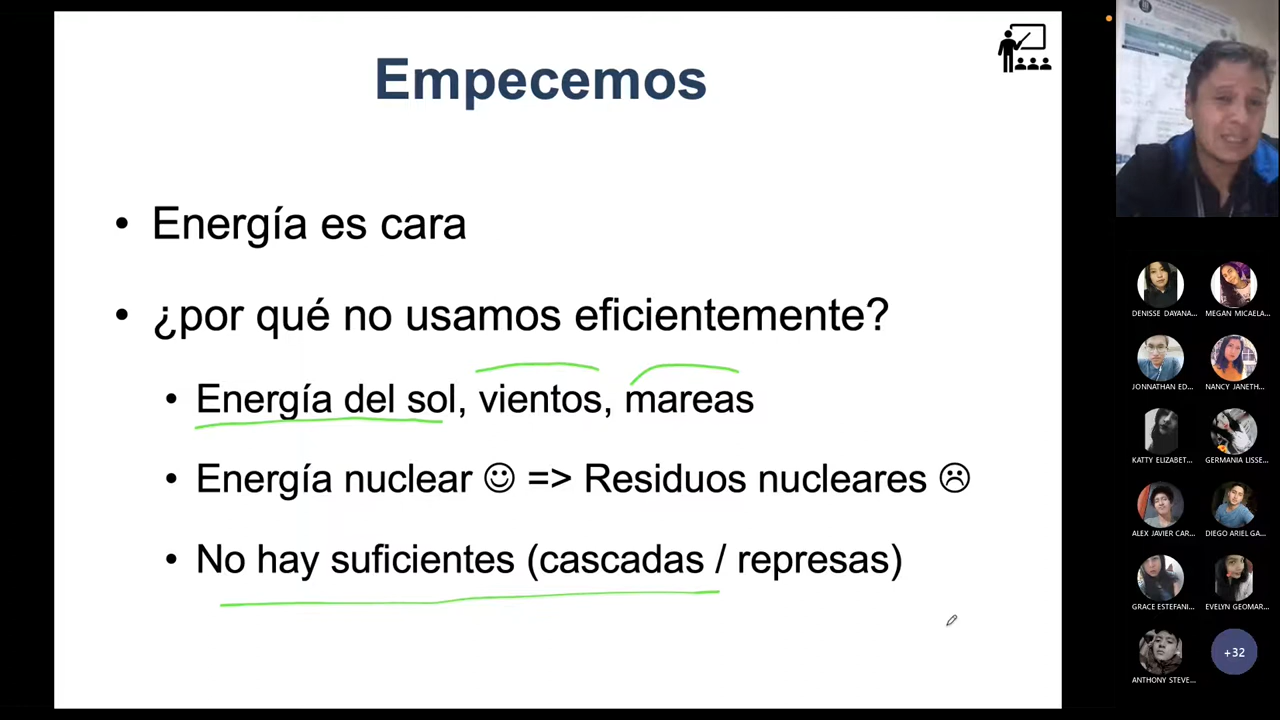 Empecemos
• Energía es cara
• ¿por qué no usamos eficientemente?
• Energía del sol, vientos, mareas
• Energía nuclear ☺ => Residuos nucleares ☹
• No hay suficientes (cascadas / represas)
DENISSE DAYANA...
MEGAN MICAELA...
JONNATHAN ED...
NANCY JANETH...
KATTY ELIZABET...
GERMANIA LISSE...
ALEX JAVIER CAR...
DIEGO ARIEL GA...
GRACE ESTEFANI...
EVELYN GEOMAR...
ANTHONY STEVE...
+32